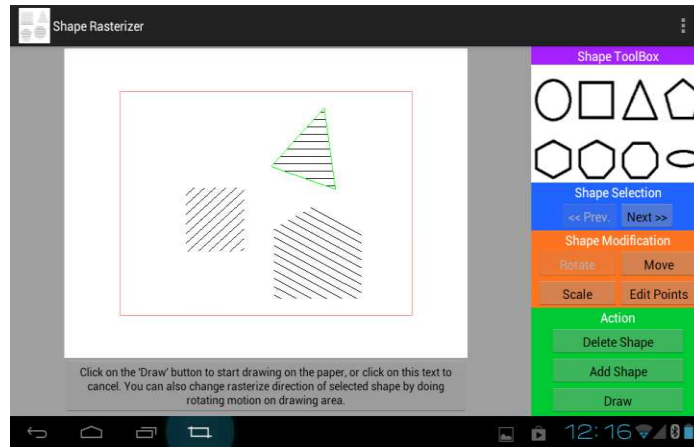 Shape Rasterizer
Shape ToolBox
Shape Selection
<< Prev. Next >>
Shape Modification
Rotate Move
Scale Edit Points
Action
Delete Shape
Add Shape
Draw
Click on the 'Draw' button to start drawing on the paper, or click on this text to
cancel. You can also change rasterize direction of selected shape by doing
rotating motion on drawing area.
12:16